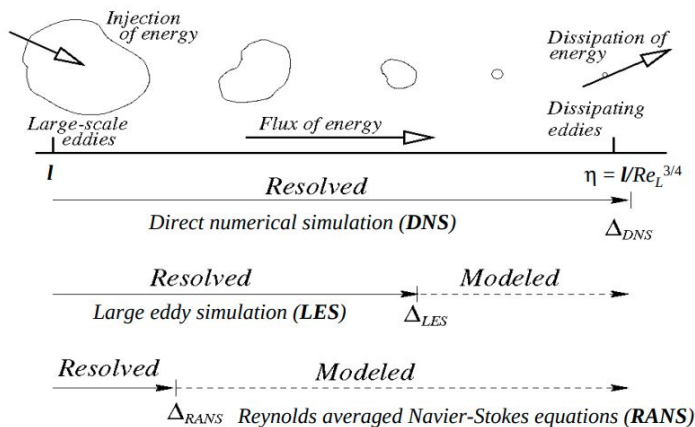 Injection
of energy
Dissipation of
energy
Large-scale
eddies
Flux of energy
Dissipating
eddies
l
η = l/Re_L^3/4
Resolved
Direct numerical simulation (DNS)
Δ_DNS
Resolved
Modeled
Large eddy simulation (LES)
Δ_LES
Resolved
Modeled
Δ_RANS
Reynolds averaged Navier-Stokes equations (RANS)